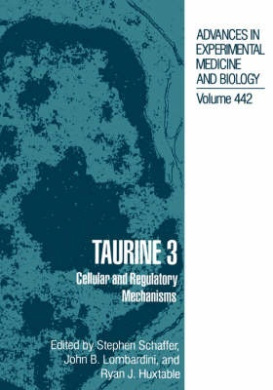 ADVANCES IN
EXPERIMENTAL
MEDICINE
AND BIOLOGY
Volume 442
TAURINE 3
Cellular and Regulatory
Mechanisms
Edited by Stephen Schaffer,
John B. Lombardini, and
Ryan J. Huxtable